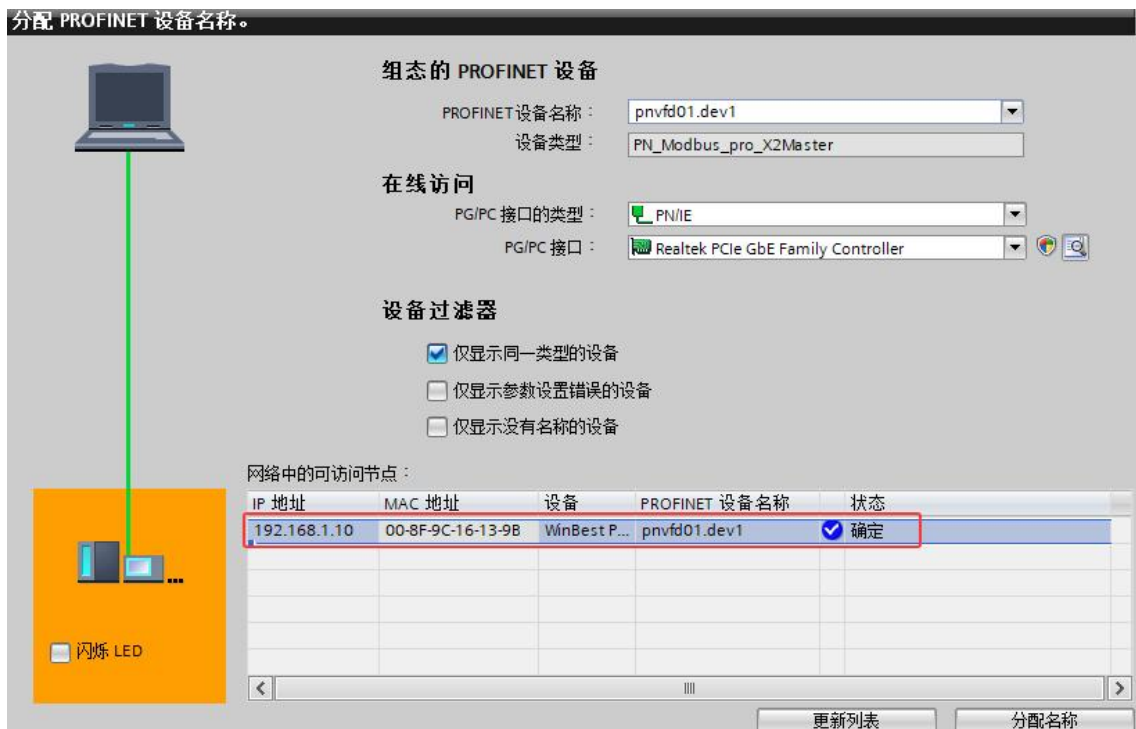 分配 PROFINET 设备名称。
组态的 PROFINET 设备
PROFINET设备名称： pnvfd01.dev1
设备类型： PN_Modbus_pro_X2Master
在线访问
PG/PC 接口的类型： PN/IE
PG/PC 接口： Realtek PCIe GbE Family Controller
设备过滤器
仅显示同一类型的设备
仅显示参数设置错误的设备
仅显示没有名称的设备
网络中的可访问节点：
IP 地址 MAC 地址 设备 PROFINET 设备名称 状态
192.168.1.10 00-8F-9C-16-13-9B WinBest P... pnvfd01.dev1 确定
闪烁 LED
更新列表 分配名称